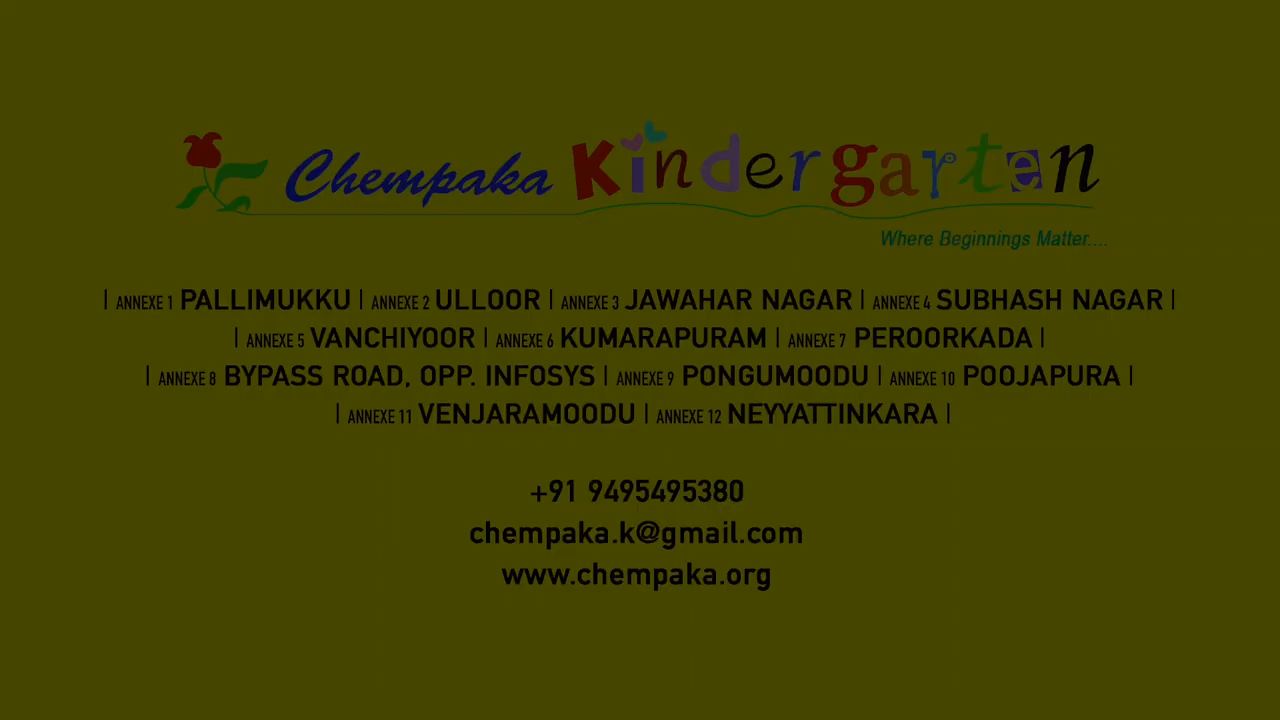 Chempaka Kindergarten
Where Beginnings Matter....
| ANNEXE 1 PALLIMUKKU | ANNEXE 2 ULLOOR | ANNEXE 3 JAWAHAR NAGAR | ANNEXE 4 SUBHASH NAGAR |
| ANNEXE 5 VANCHIYOOR | ANNEXE 6 KUMARAPURAM | ANNEXE 7 PEROORKADA |
| ANNEXE 8 BYPASS ROAD, OPP. INFOSYS | ANNEXE 9 PONGUMOODU | ANNEXE 10 POOJAPURA |
| ANNEXE 11 VENJARAMOODU | ANNEXE 12 NEYYATTINKARA |
+91 9495495380
chempaka.k@gmail.com
www.chempaka.org